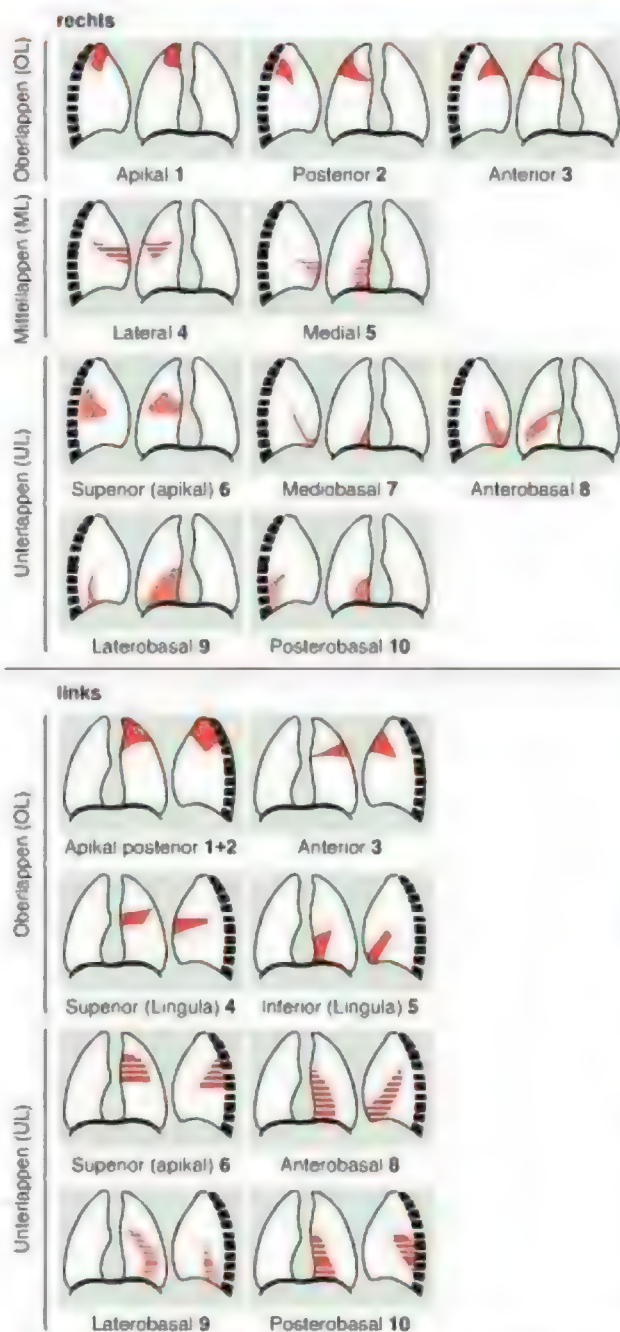 rechts
Oberlappen (OL)
Apikal 1
Posterior 2
Anterior 3
Mittellappen (ML)
Lateral 4
Medial 5
Unterlappen (UL)
Superior (apikal) 6
Mediobasal 7
Anterobasal 8
Laterobasal 9
Posterobasal 10
links
Oberlappen (OL)
Apikal posterior 1+2
Anterior 3
Superior (Lingula) 4
Inferior (Lingula) 5
Unterlappen (UL)
Superior (apikal) 6
Anterobasal 8
Laterobasal 9
Posterobasal 10